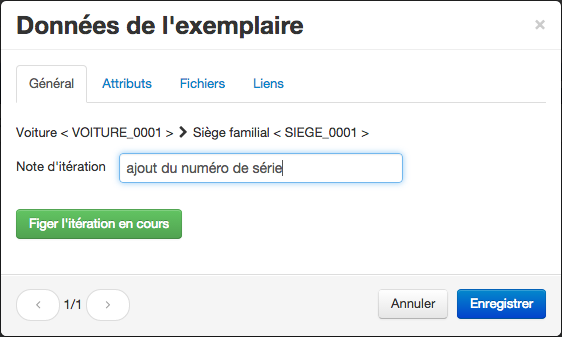 Données de l'exemplaire ×
Général Attributs Fichiers Liens
Voiture < VOITURE_0001 > > Siège familial < SIEGE_0001 >
Note d'itération ajout du numéro de série
Figer l'itération en cours
‹ 1/1 › Annuler Enregistrer